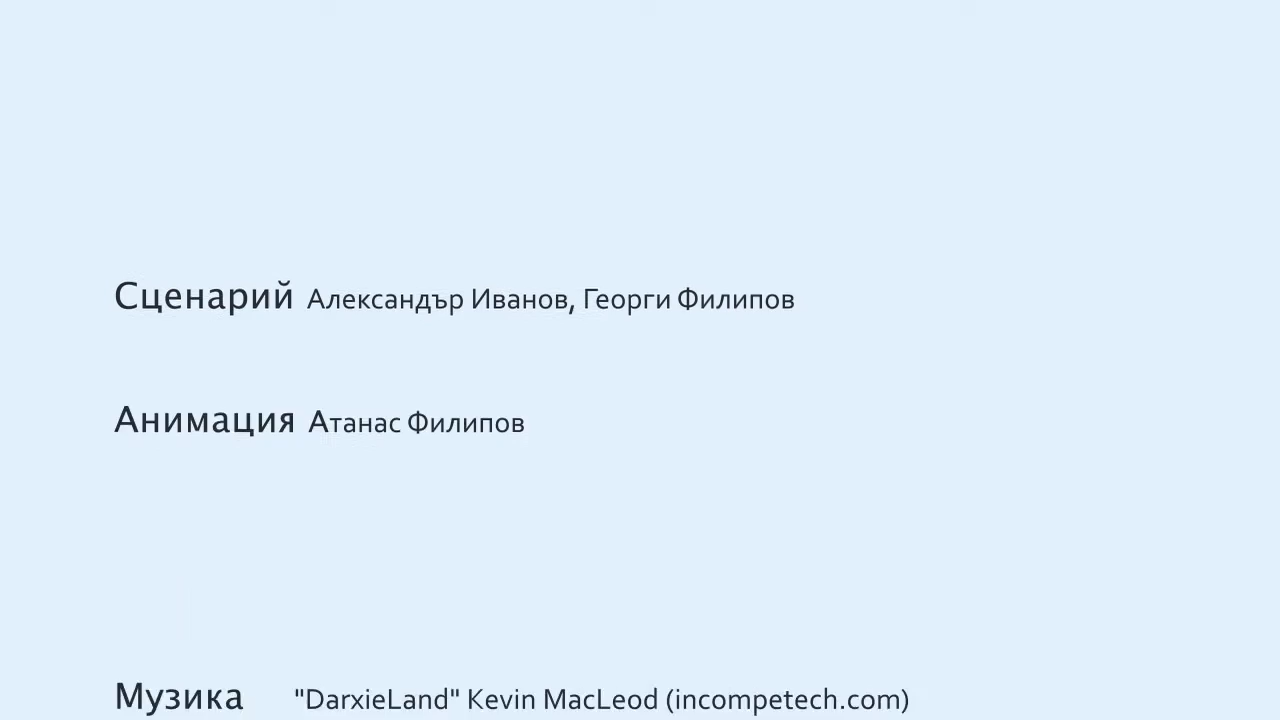 Сценарий Александър Иванов, Георги Филипов
Анимация Атанас Филипов
Музика "DarxieLand" Kevin MacLeod (incompetech.com)